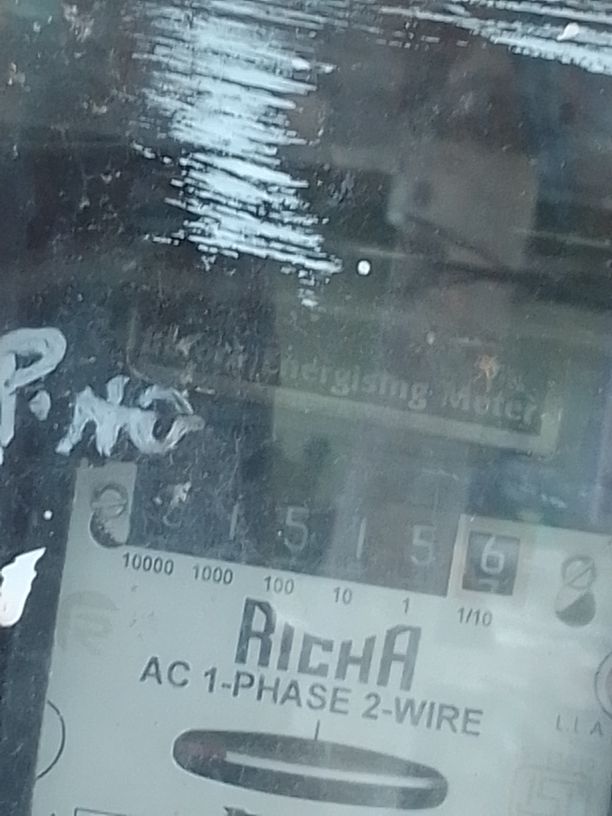 Energising Meter
P. No
1 5 1 5 6
10000 1000 100 10 1 1/10
RICHA
AC 1-PHASE 2-WIRE